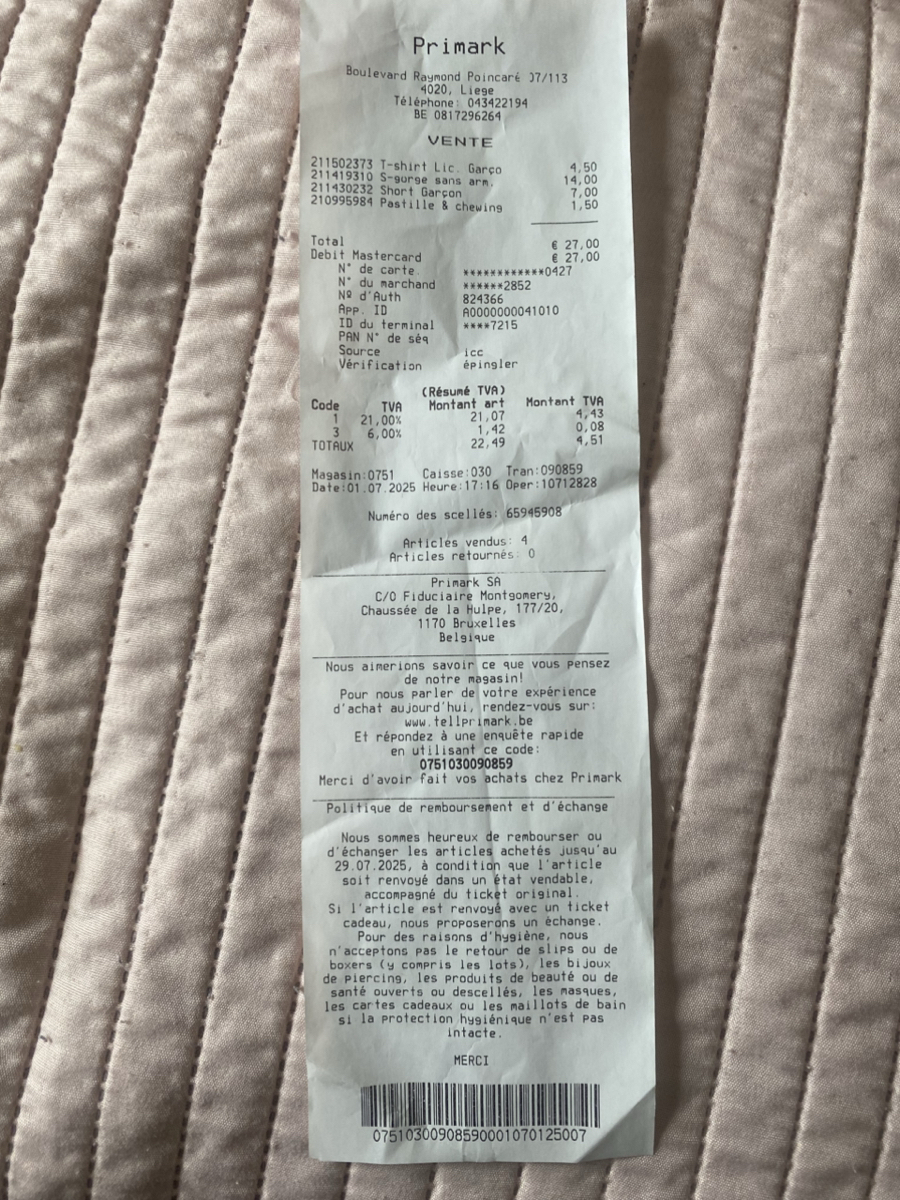 Primark
Boulevard Raymond Poincaré 07/113
4020, Liege
Téléphone: 043422194
BE 0817296264
VENTE
211502373 T-shirt Lic. Garço 4,50
211419310 S-gorge sans arm. 14,00
211430232 Short Garçon 7,00
210995984 Pastille & chewing 1,50
Total € 27,00
Debit Mastercard € 27,00
N° de carte. ************0427
N° du marchand ******2852
Nº d'Auth 824366
App. ID A0000000041010
ID du terminal ****7215
PAN N° de séq
Source icc
Vérification épingler
(Résumé TVA)
Code TVA Montant art Montant TVA
1 21,00% 21,07 4,43
3 6,00% 1,42 0,08
TOTAUX 22,49 4,51
Magasin:0751 Caisse:030 Tran:090859
Date:01.07.2025 Heure:17:16 Oper:10712828
Numéro des scellés: 65945908
Articles vendus: 4
Articles retournés: 0
Primark SA
C/O Fiduciaire Montgomery,
Chaussée de la Hulpe, 177/20,
1170 Bruxelles
Belgique
Nous aimerions savoir ce que vous pensez
de notre magasin!
Pour nous parler de votre expérience
d'achat aujourd'hui, rendez-vous sur:
www.tellprimark.be
Et répondez à une enquête rapide
en utilisant ce code:
0751030090859
Merci d'avoir fait vos achats chez Primark
Politique de remboursement et d'échange
Nous sommes heureux de rembourser ou
d'échanger les articles achetés jusqu'au
29.07.2025, à condition que l'article
soit renvoyé dans un état vendable,
accompagné du ticket original.
Si l'article est renvoyé avec un ticket
cadeau, nous proposerons un échange.
Pour des raisons d'hygiène, nous
n'acceptons pas le retour de slips ou de
boxers (y compris les lots), les bijoux
de piercing, les produits de beauté ou de
santé ouverts ou descellés, les masques,
les cartes cadeaux ou les maillots de bain
si la protection hygiénique n'est pas
intacte.
MERCI
07510300908590001070125007